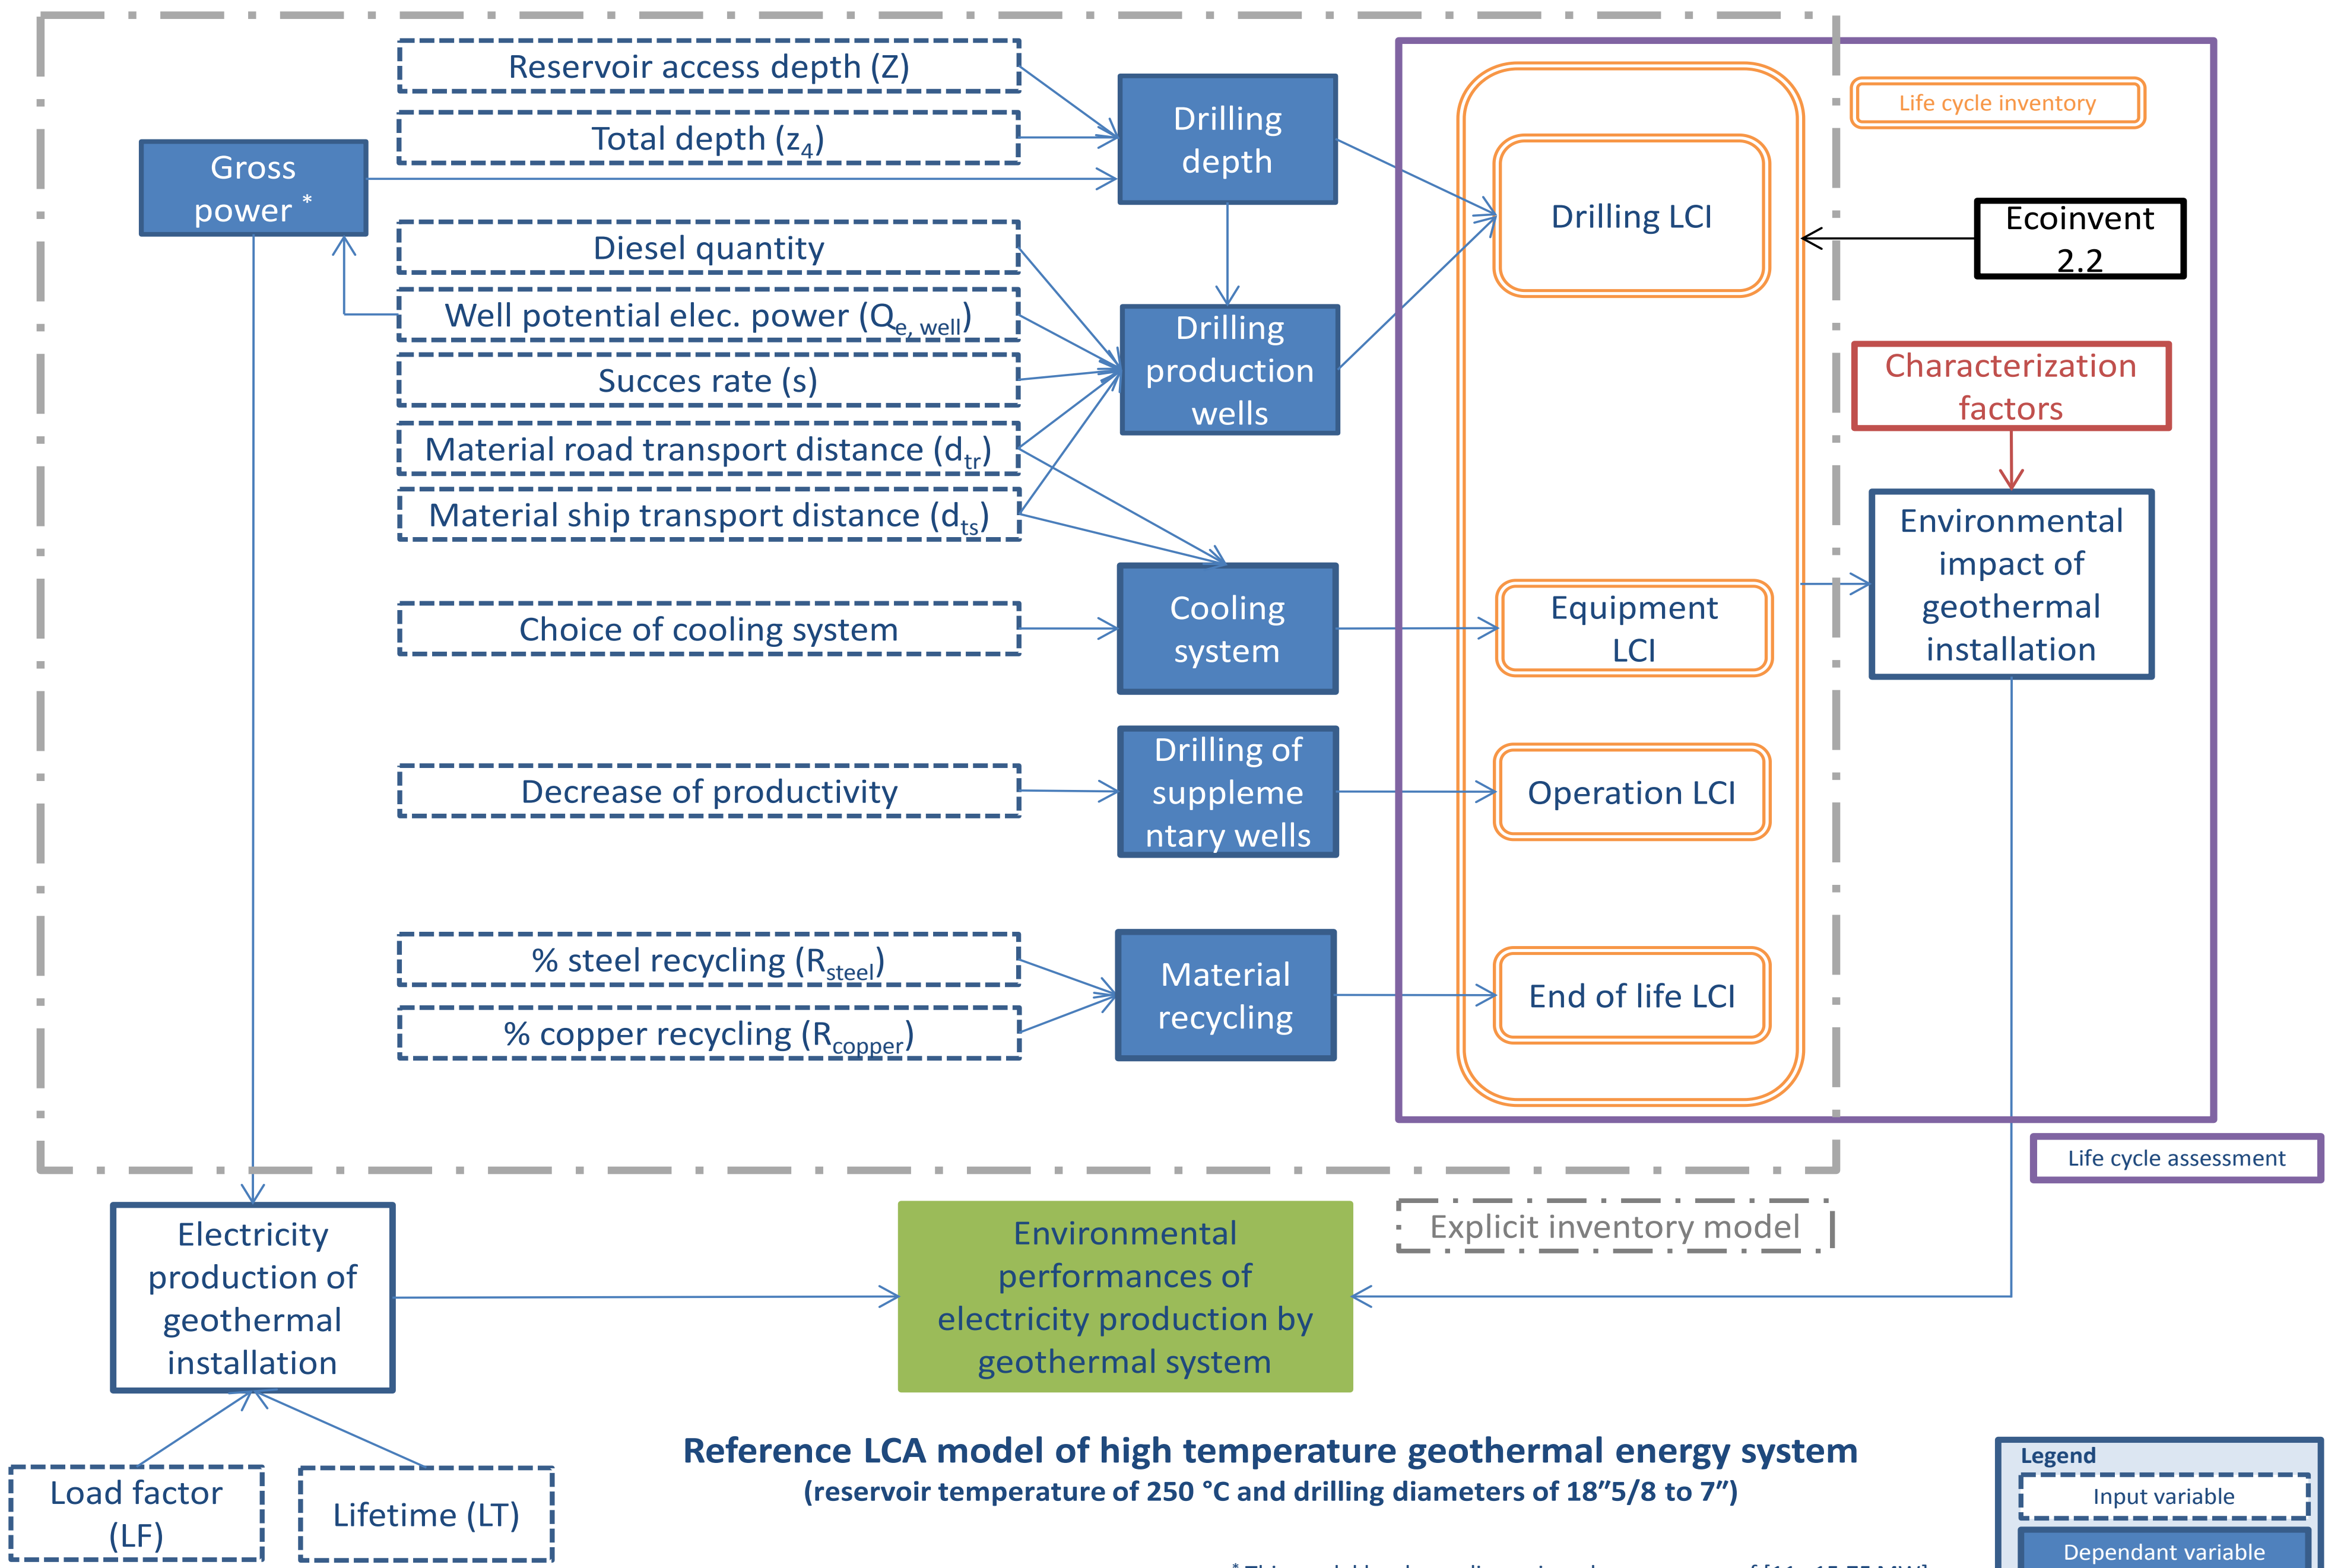 Reservoir access depth (Z)
Total depth (z4)
Gross
power *
Drilling
depth
Life cycle inventory
Diesel quantity
Well potential elec. power (Qe, well)
Succes rate (s)
Material road transport distance (dtr)
Material ship transport distance (dts)
Drilling
production
wells
Drilling LCI
Ecoinvent
2.2
Characterization
factors
Environmental
impact of
geothermal
installation
Choice of cooling system
Cooling
system
Equipment
LCI
Decrease of productivity
Drilling of
suppleme
ntary wells
Operation LCI
% steel recycling (Rsteel)
% copper recycling (Rcopper)
Material
recycling
End of life LCI
Life cycle assessment
Explicit inventory model
Electricity
production of
geothermal
installation
Environmental
performances of
electricity production by
geothermal system
Load factor
(LF)
Lifetime (LT)
Reference LCA model of high temperature geothermal energy system
(reservoir temperature of 250 °C and drilling diameters of 18″5/8 to 7″)
Legend
Input variable
Dependant variable